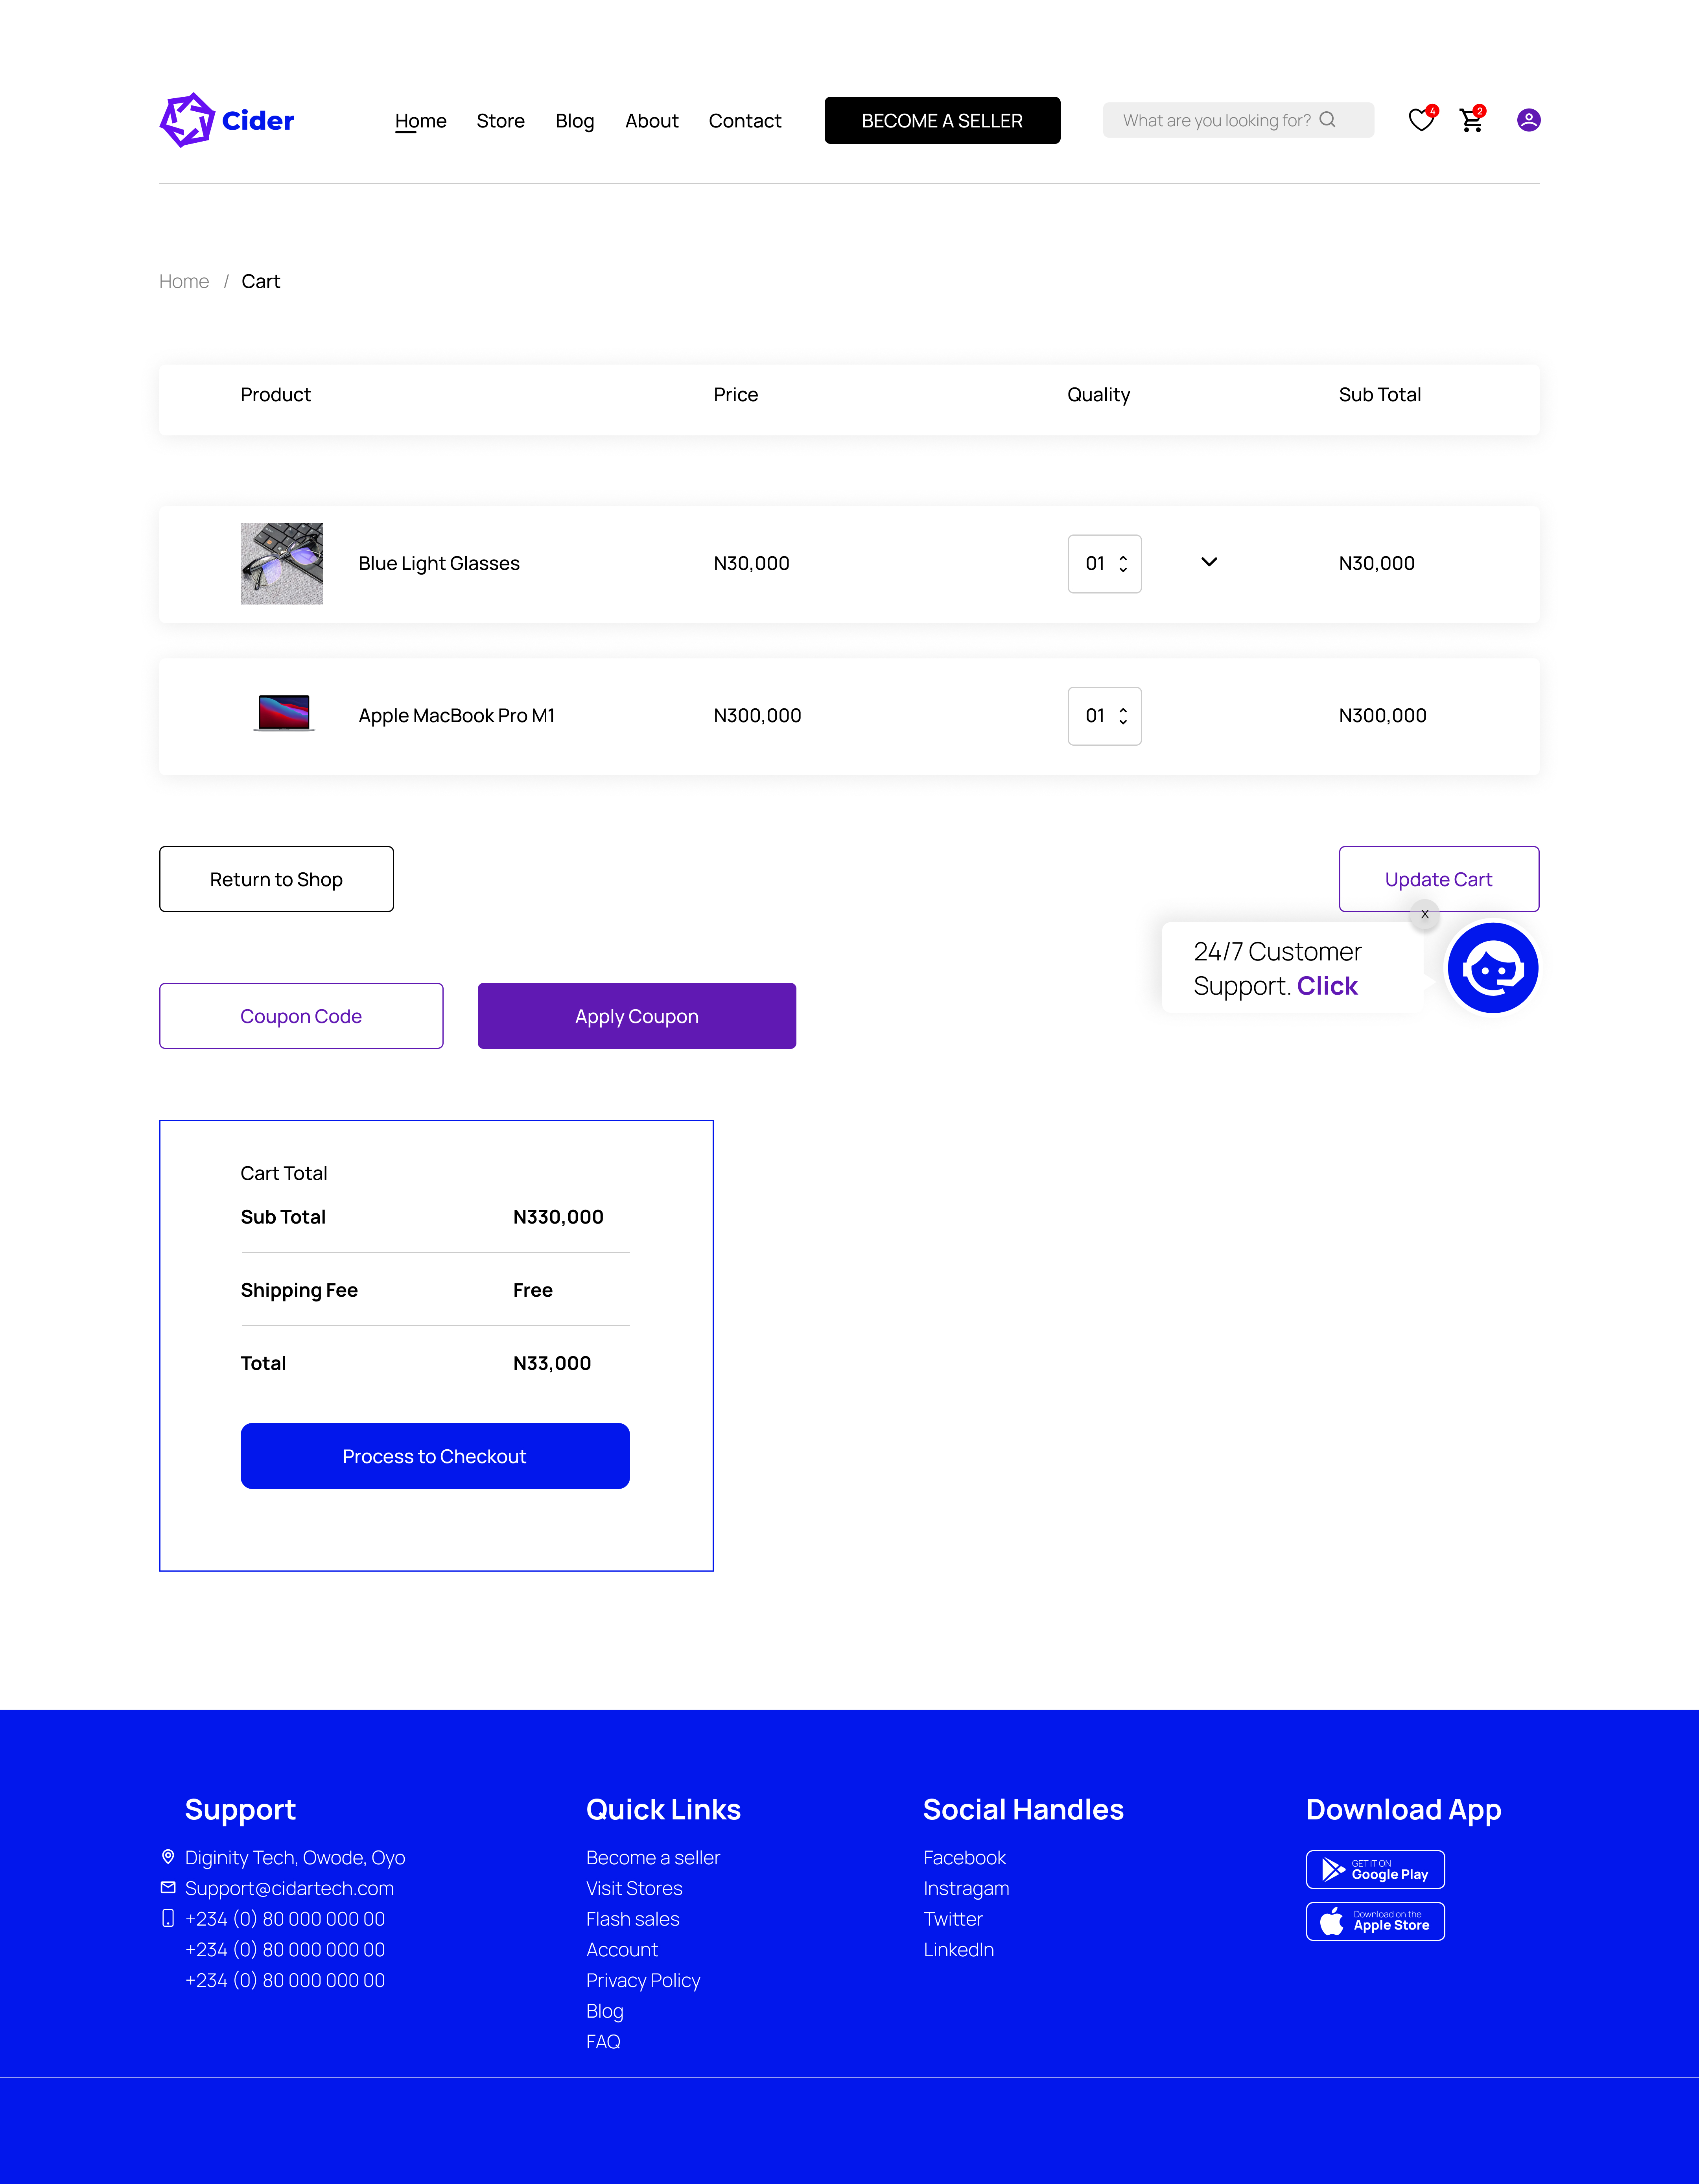 Cider
Home Store Blog About Contact BECOME A SELLER What are you looking for? 4 2
Home / Cart
Product Price Quality Sub Total
Blue Light Glasses N30,000 01 N30,000
Apple MacBook Pro M1 N300,000 01 N300,000
Return to Shop Update Cart
X
24/7 Customer
Support. Click
Coupon Code Apply Coupon
Cart Total
Sub Total N330,000
Shipping Fee Free
Total N33,000
Process to Checkout
Support
Diginity Tech, Owode, Oyo
Support@cidartech.com
+234 (0) 80 000 000 00
+234 (0) 80 000 000 00
+234 (0) 80 000 000 00
Quick Links
Become a seller
Visit Stores
Flash sales
Account
Privacy Policy
Blog
FAQ
Social Handles
Facebook
Instragam
Twitter
LinkedIn
Download App
GET IT ON
Google Play
Download on the
Apple Store